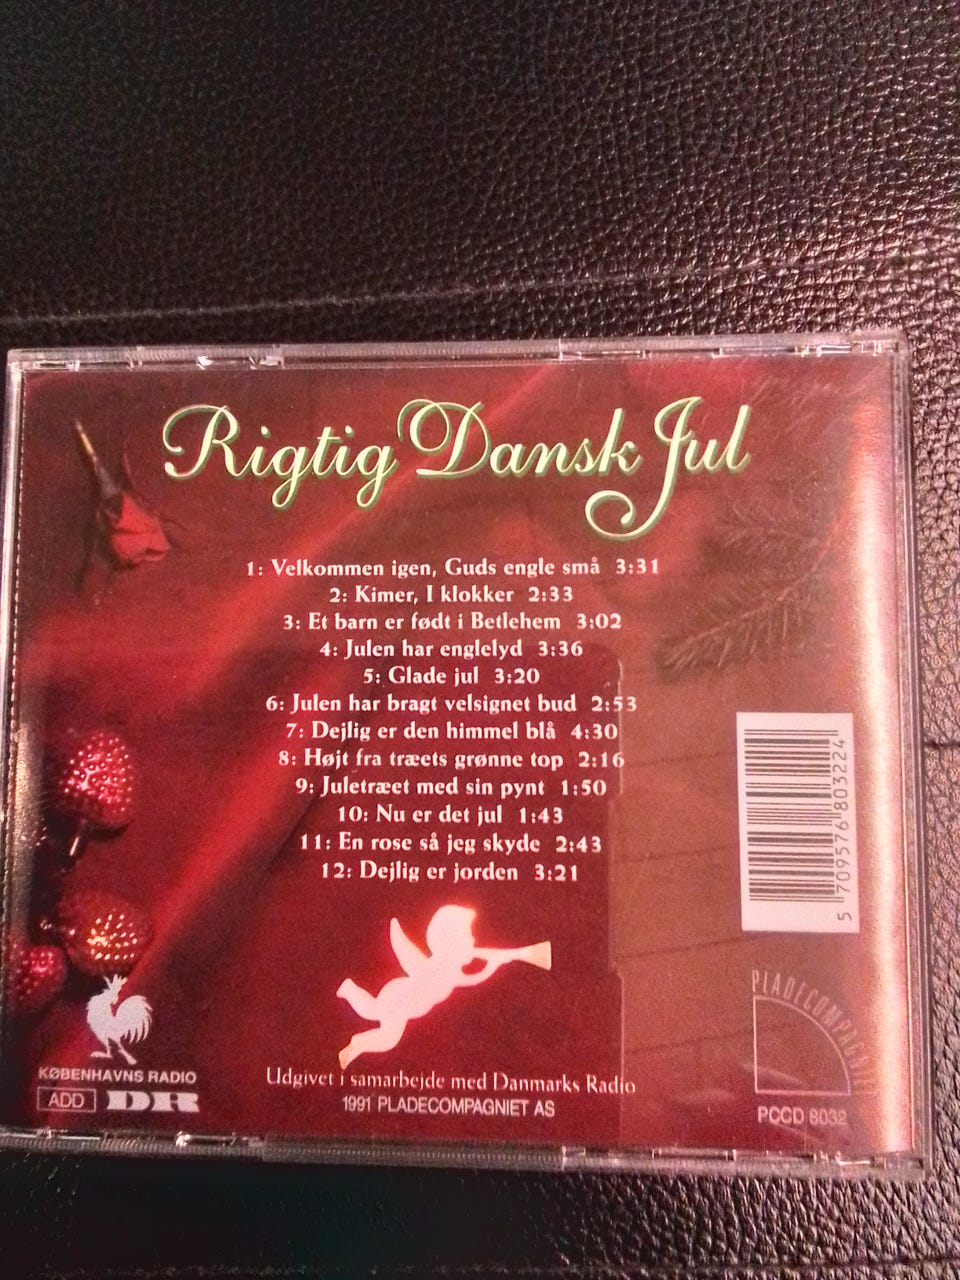 Rigtig Dansk Jul
1: Velkommen igen, Guds engle små 3:31
2: Kimer, I klokker 2:33
3: Et barn er født i Betlehem 3:02
4: Julen har englelyd 3:36
5: Glade jul 3:20
6: Julen har bragt velsignet bud 2:53
7: Dejlig er den himmel blå 4:30
8: Højt fra træets grønne top 2:16
9: Juletræet med sin pynt 1:50
10: Nu er det jul 1:43
11: En rose så jeg skyde 2:43
12: Dejlig er jorden 3:21
5 709576 803224
KØBENHAVNS RADIO
ADD DR
Udgivet i samarbejde med Danmarks Radio
1991 PLADECOMPAGNIET AS
PLADECOMPAGNIET
PCCD 8032